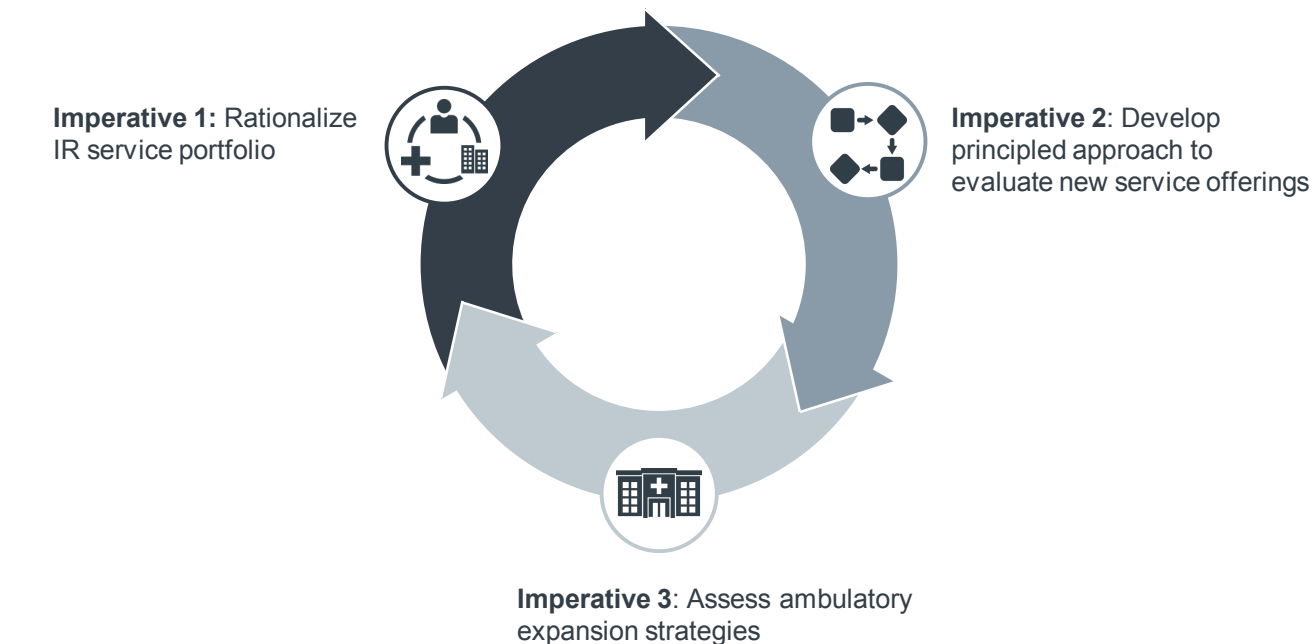 Imperative 1: Rationalize
IR service portfolio
Imperative 2: Develop
principled approach to
evaluate new service offerings
Imperative 3: Assess ambulatory
expansion strategies